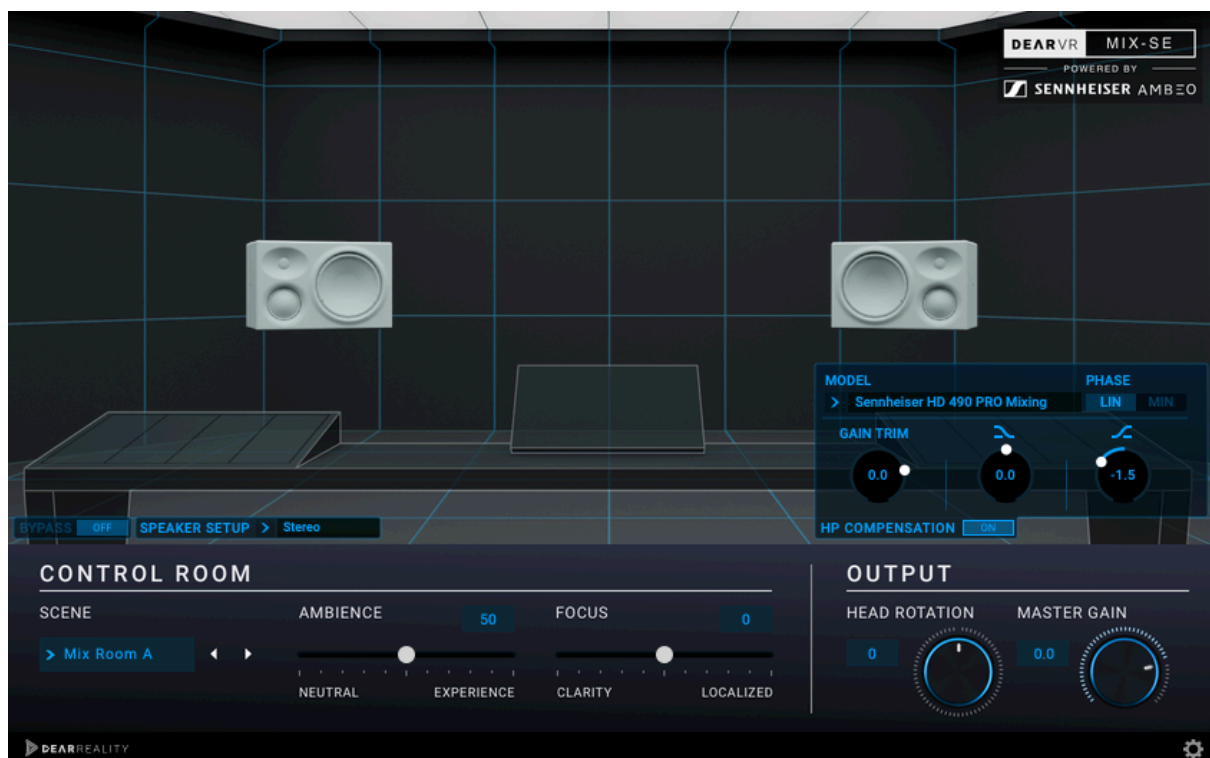 DEARVR MIX-SE
POWERED BY
SENNHEISER AMBEO
MODEL PHASE
Sennheiser HD 490 PRO Mixing LIN MIN
GAIN TRIM
0.0 0.0 -1.5
BYPASS OFF SPEAKER SETUP > Stereo
HP COMPENSATION ON
CONTROL ROOM OUTPUT
SCENE AMBIENCE 50 FOCUS 0 HEAD ROTATION MASTER GAIN
> Mix Room A 0 0.0
NEUTRAL EXPERIENCE CLARITY LOCALIZED
DEARREALITY